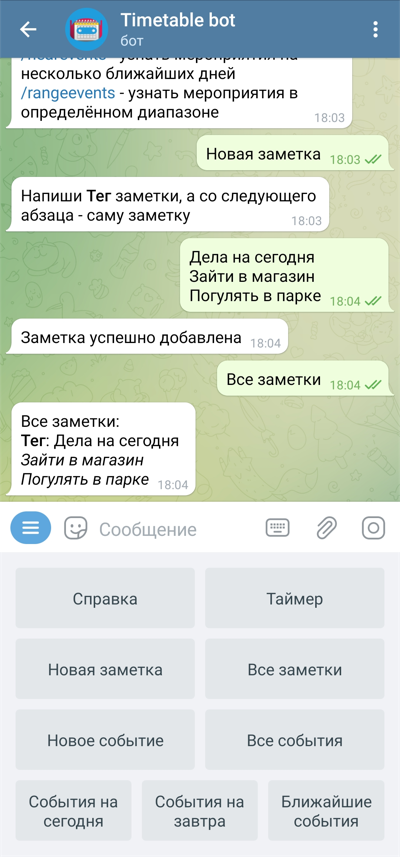 Timetable bot
бот
/nearevents - узнать мероприятия на
несколько ближайших дней
/rangeevents - узнать мероприятия в
определённом диапазоне
18:03
Новая заметка 18:03
Напиши Тег заметки, а со следующего
абзаца - саму заметку
18:03
Дела на сегодня
Зайти в магазин
Погулять в парке 18:04
Заметка успешно добавлена 18:04
Все заметки 18:04
Все заметки:
Тег: Дела на сегодня
Зайти в магазин
Погулять в парке 18:04
Сообщение
Справка
Таймер
Новая заметка
Все заметки
Новое событие
Все события
События на
сегодня
События на
завтра
Ближайшие
события